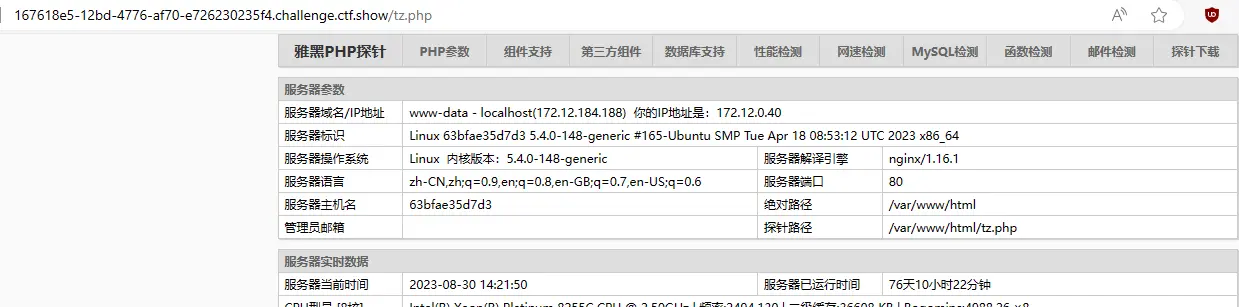 167618e5-12bd-4776-af70-e726230235f4.challenge.ctf.show/tz.php
雅黑PHP探针 PHP参数 组件支持 第三方组件 数据库支持 性能检测 网速检测 MySQL检测 函数检测 邮件检测 探针下载
服务器参数
服务器域名/IP地址 www-data - localhost(172.12.184.188) 你的IP地址是：172.12.0.40
服务器标识 Linux 63bfae35d7d3 5.4.0-148-generic #165-Ubuntu SMP Tue Apr 18 08:53:12 UTC 2023 x86_64
服务器操作系统 Linux 内核版本：5.4.0-148-generic 服务器解译引擎 nginx/1.16.1
服务器语言 zh-CN,zh;q=0.9,en;q=0.8,en-GB;q=0.7,en-US;q=0.6 服务器端口 80
服务器主机名 63bfae35d7d3 绝对路径 /var/www/html
管理员邮箱 探针路径 /var/www/html/tz.php
服务器实时数据
服务器当前时间 2023-08-30 14:21:50 服务器已运行时间 76天10小时22分钟